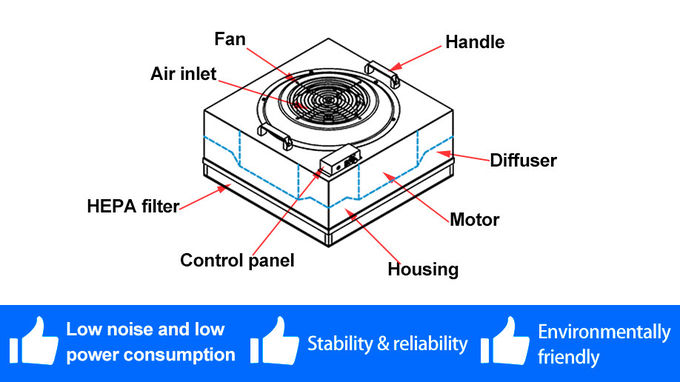 Fan
Handle
Air inlet
Diffuser
HEPA filter
Motor
Control panel
Housing
Low noise and low
power consumption
Stability & reliability
Environmentally
friendly